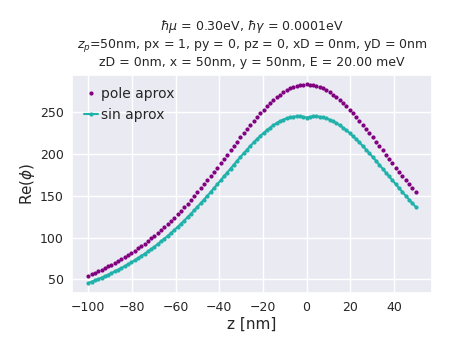 ℏμ = 0.30eV, ℏγ = 0.0001eV
z_p=50nm, px = 1, py = 0, pz = 0, xD = 0nm, yD = 0nm
zD = 0nm, x = 50nm, y = 50nm, E = 20.00 meV
pole aprox
sin aprox
Re(ϕ)
250
200
150
100
50
−100 −80 −60 −40 −20 0 20 40
z [nm]